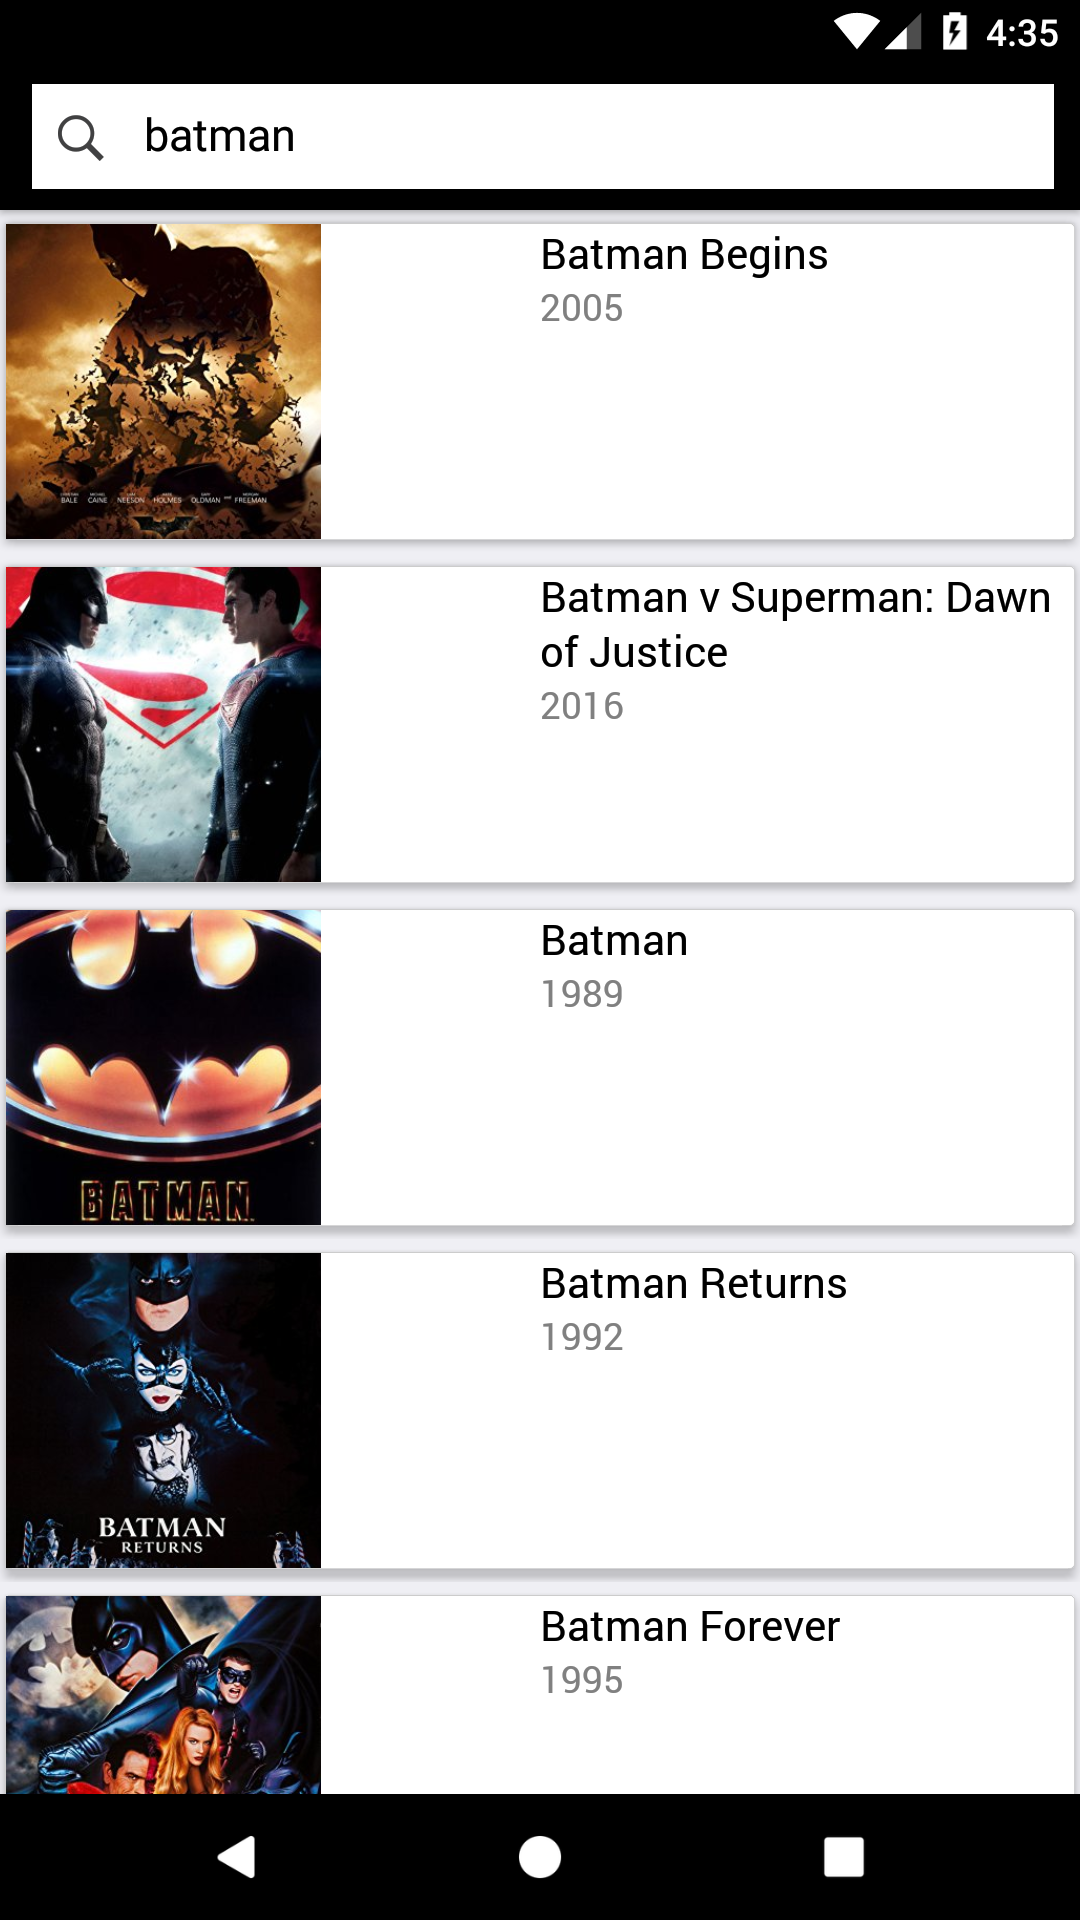 4:35
batman
Batman Begins
2005
BALE CAINE NEESON HOLMES OLDMAN FREEMAN
Batman v Superman: Dawn
of Justice
2016
Batman
1989
BATMAN
Batman Returns
1992
BATMAN
RETURNS
Batman Forever
1995